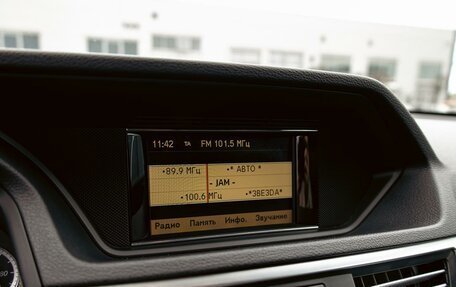 11:42 TA FM 101.5 МГц
•89.9 МГц •* АВТО *
- JAM -
•100.6 МГц •*ЗВЕЗДА*
Радио Память Инфо. Звучание